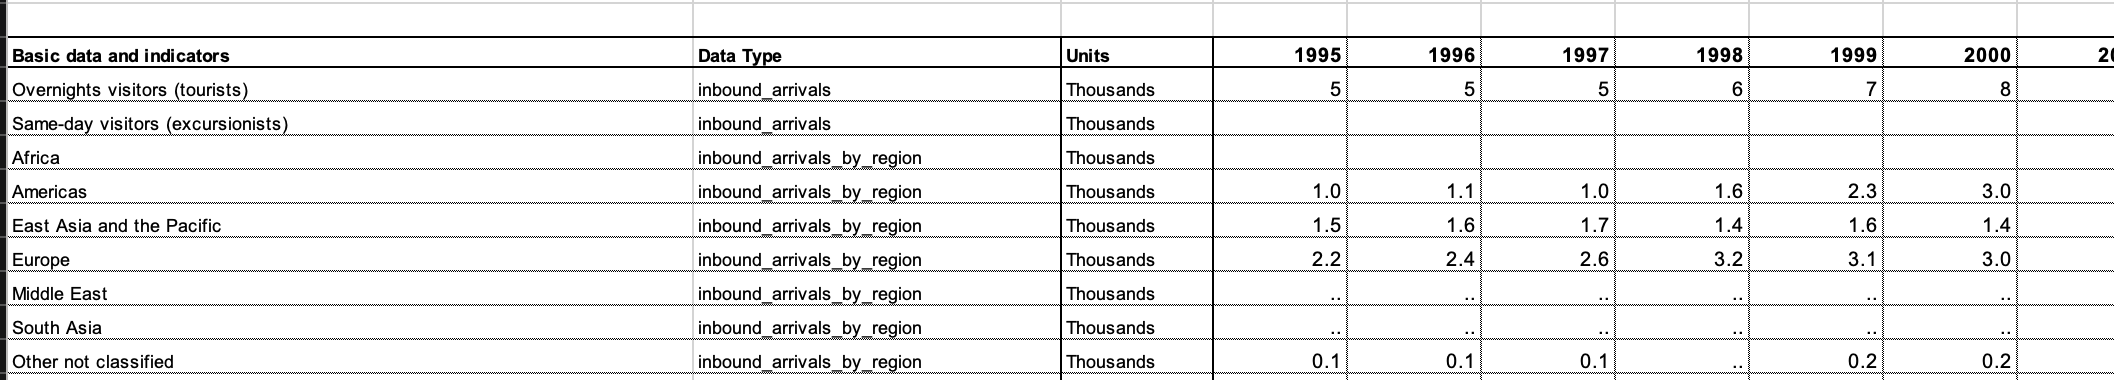 Basic data and indicators Data Type Units 1995 1996 1997 1998 1999 2000
Overnights visitors (tourists) inbound_arrivals Thousands 5 5 5 6 7 8
Same-day visitors (excursionists) inbound_arrivals Thousands
Africa inbound_arrivals_by_region Thousands
Americas inbound_arrivals_by_region Thousands 1.0 1.1 1.0 1.6 2.3 3.0
East Asia and the Pacific inbound_arrivals_by_region Thousands 1.5 1.6 1.7 1.4 1.6 1.4
Europe inbound_arrivals_by_region Thousands 2.2 2.4 2.6 3.2 3.1 3.0
Middle East inbound_arrivals_by_region Thousands .. .. .. .. .. ..
South Asia inbound_arrivals_by_region Thousands .. .. .. .. .. ..
Other not classified inbound_arrivals_by_region Thousands 0.1 0.1 0.1 .. 0.2 0.2